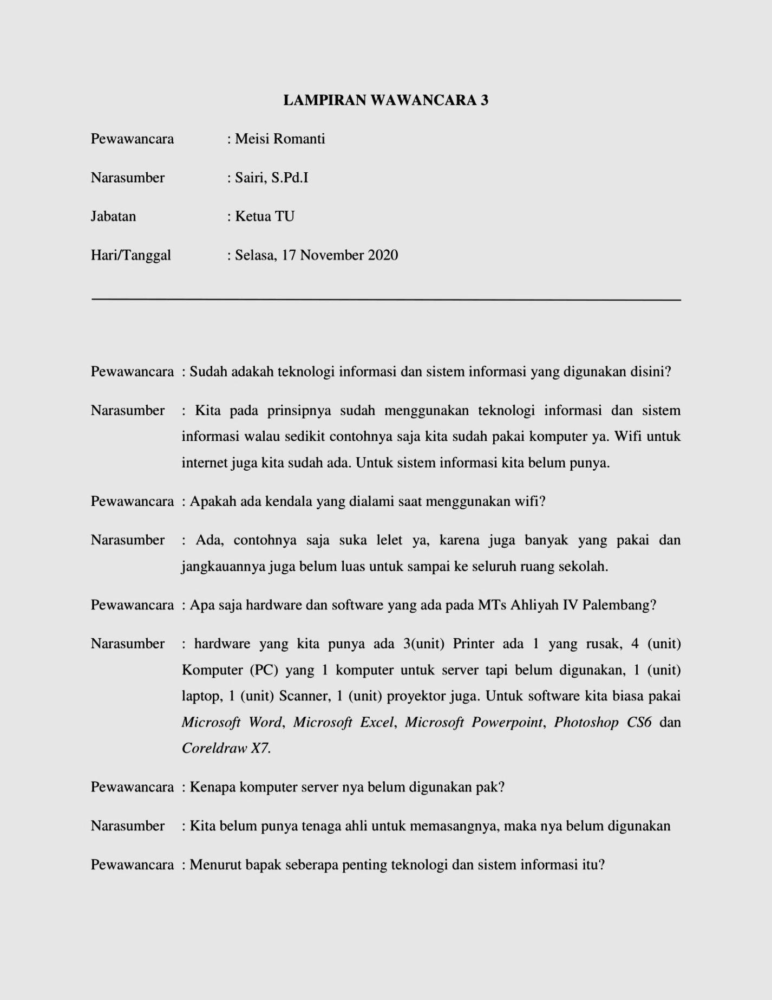 LAMPIRAN WAWANCARA 3
Pewawancara : Meisi Romanti
Narasumber : Sairi, S.Pd.I
Jabatan : Ketua TU
Hari/Tanggal : Selasa, 17 November 2020
Pewawancara : Sudah adakah teknologi informasi dan sistem informasi yang digunakan disini?
Narasumber : Kita pada prinsipnya sudah menggunakan teknologi informasi dan sistem
informasi walau sedikit contohnya saja kita sudah pakai komputer ya. Wifi untuk
internet juga kita sudah ada. Untuk sistem informasi kita belum punya.
Pewawancara : Apakah ada kendala yang dialami saat menggunakan wifi?
Narasumber : Ada, contohnya saja suka lelet ya, karena juga banyak yang pakai dan
jangkauannya juga belum luas untuk sampai ke seluruh ruang sekolah.
Pewawancara : Apa saja hardware dan software yang ada pada MTs Ahliyah IV Palembang?
Narasumber : hardware yang kita punya ada 3(unit) Printer ada 1 yang rusak, 4 (unit)
Komputer (PC) yang 1 komputer untuk server tapi belum digunakan, 1 (unit)
laptop, 1 (unit) Scanner, 1 (unit) proyektor juga. Untuk software kita biasa pakai
Microsoft Word, Microsoft Excel, Microsoft Powerpoint, Photoshop CS6 dan
Coreldraw X7.
Pewawancara : Kenapa komputer server nya belum digunakan pak?
Narasumber : Kita belum punya tenaga ahli untuk memasangnya, maka nya belum digunakan
Pewawancara : Menurut bapak seberapa penting teknologi dan sistem informasi itu?